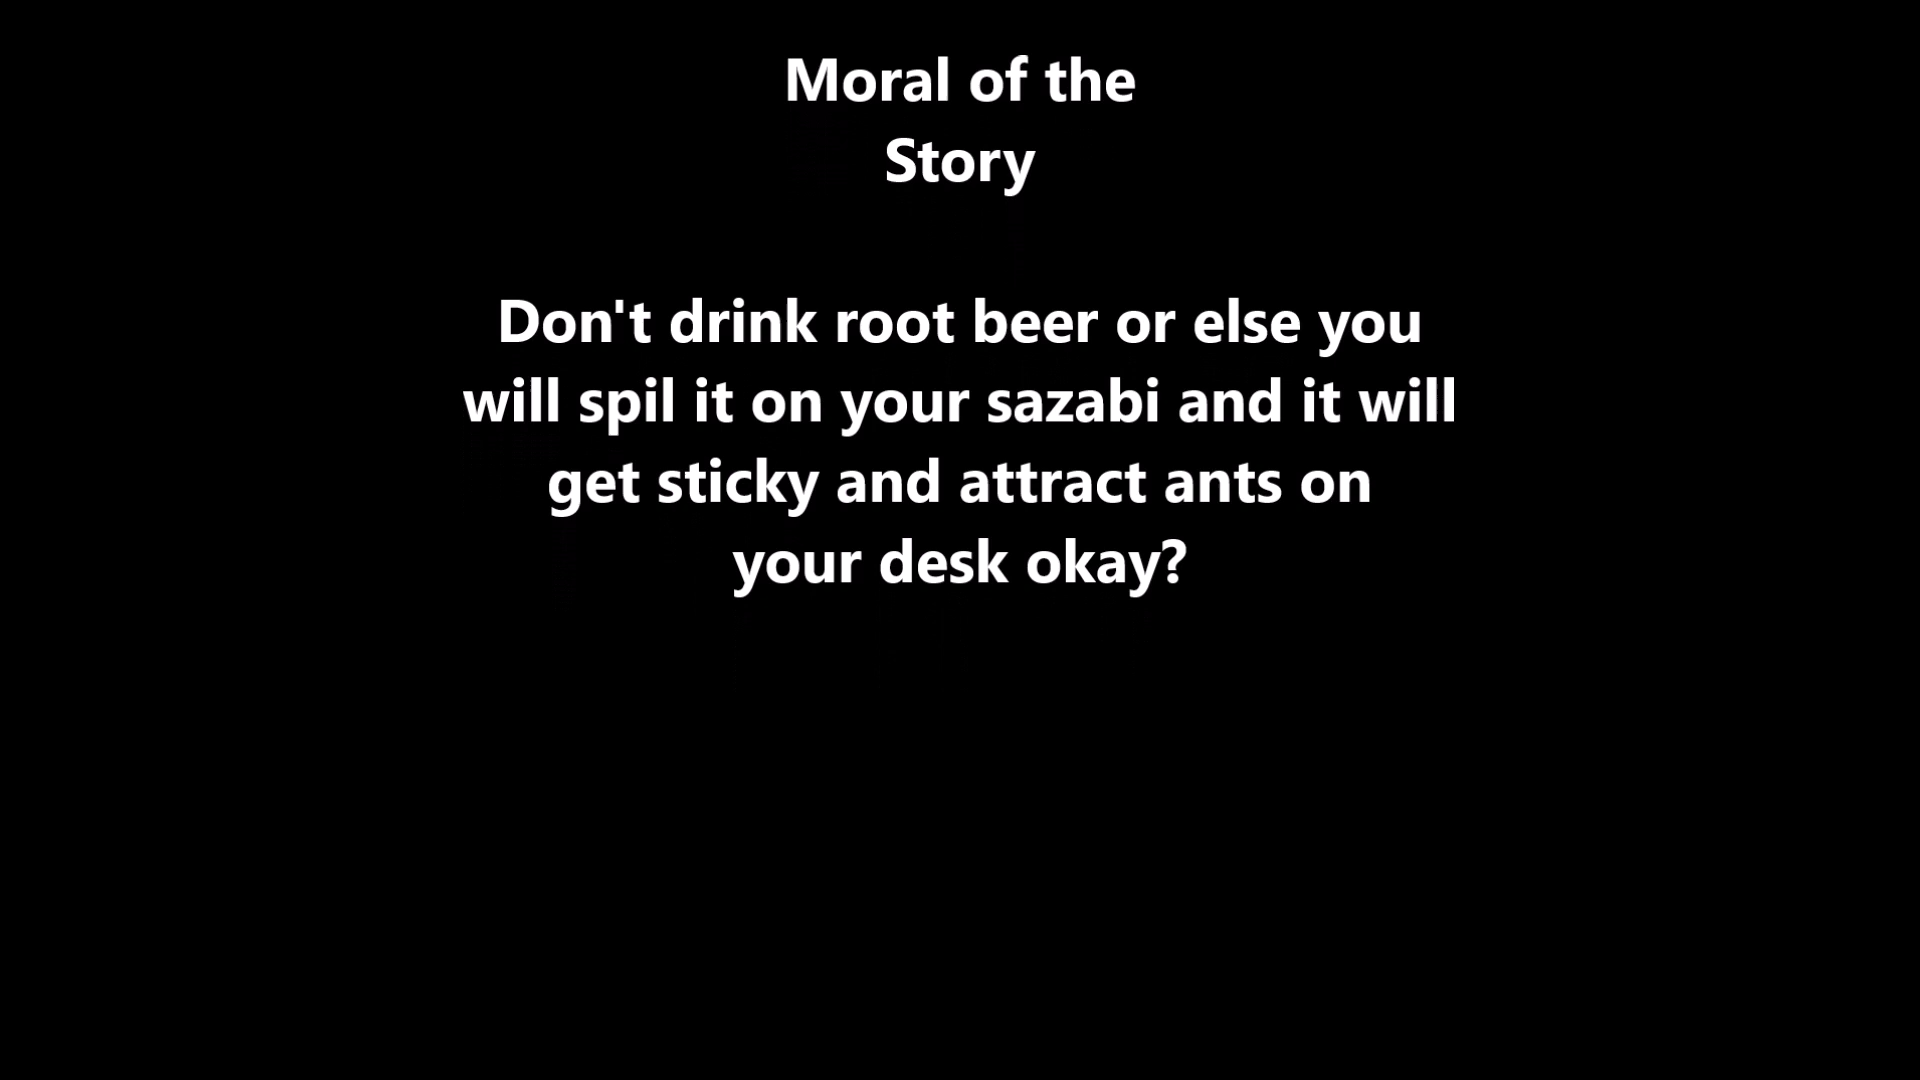 Moral of the
Story
Don't drink root beer or else you
will spil it on your sazabi and it will
get sticky and attract ants on
your desk okay?